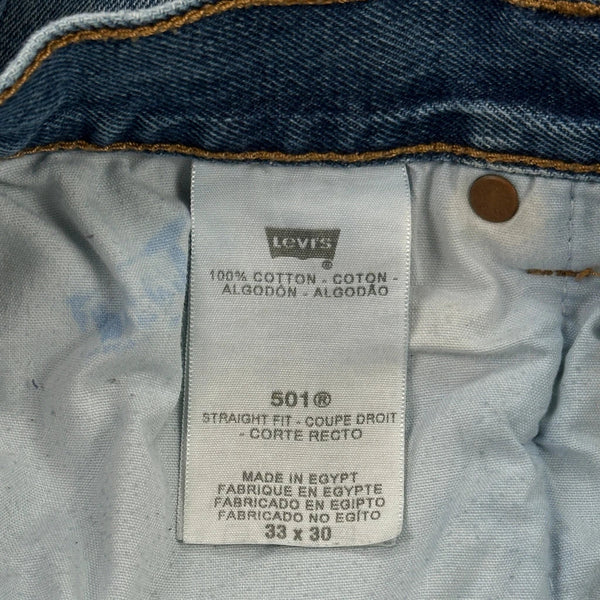 Levi's
®
100% COTTON - COTON -
ALGODÓN - ALGODÃO
501®
STRAIGHT FIT - COUPE DROIT
- CORTE RECTO
MADE IN EGYPT
FABRIQUE EN EGYPTE
FABRICADO EN EGIPTO
FABRICADO NO EGÍTO
33 x 30